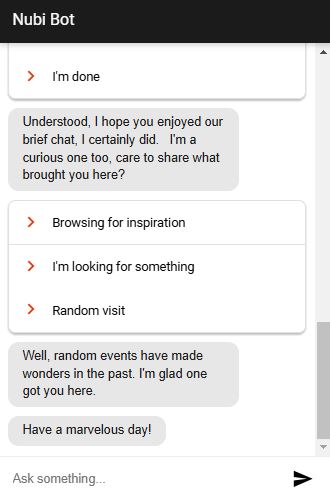 Nubi Bot
I'm done
Understood, I hope you enjoyed our
brief chat, I certainly did.   I'm a
curious one too, care to share what
brought you here?
Browsing for inspiration
I'm looking for something
Random visit
Well, random events have made
wonders in the past. I'm glad one
got you here.
Have a marvelous day!
Ask something...